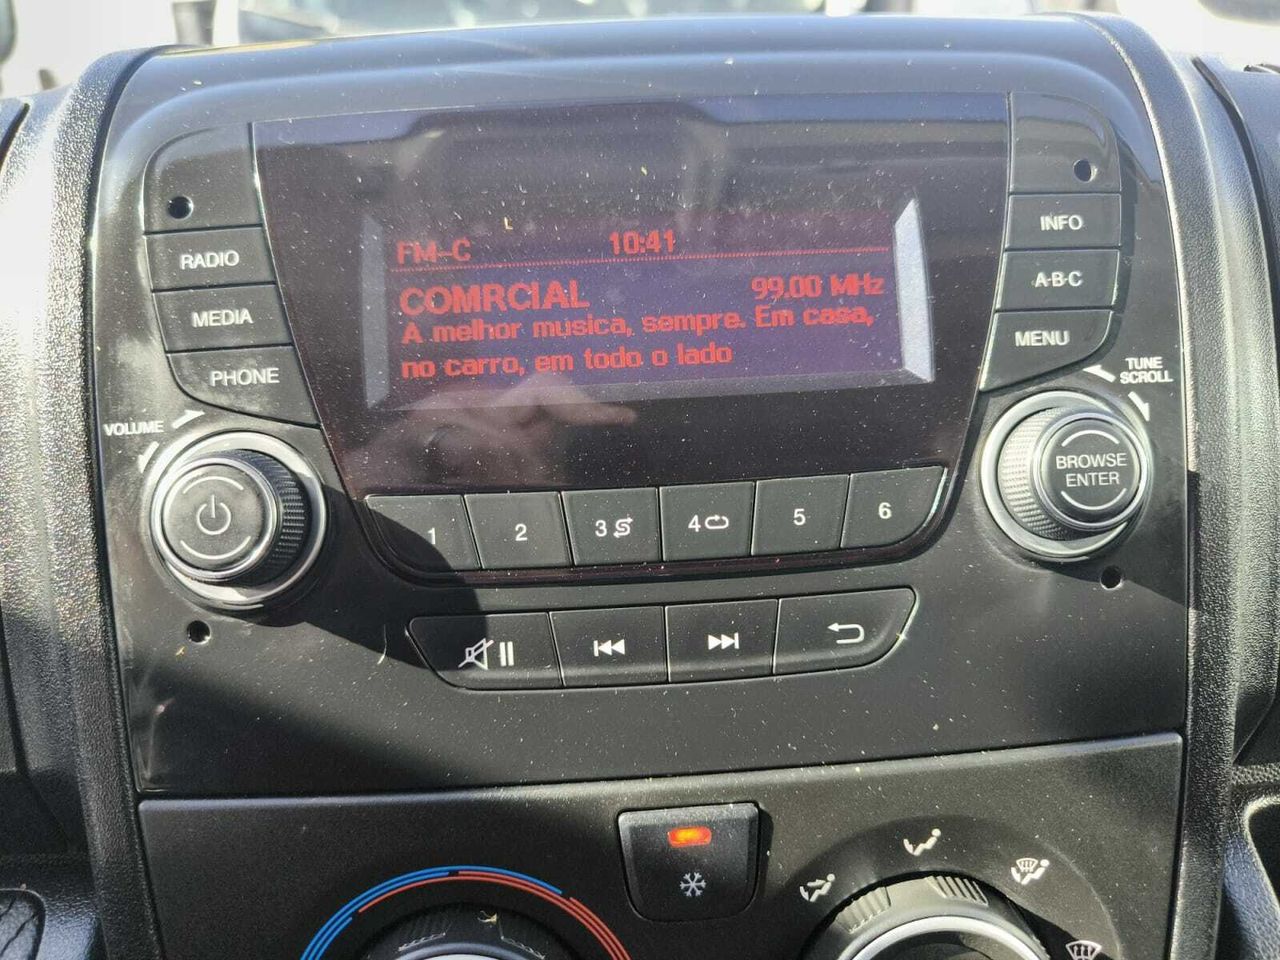 FM-C 10:41
COMRCIAL 99.00 MHz
A melhor musica, sempre. Em casa,
no carro, em todo o lado
RADIO
MEDIA
PHONE
VOLUME
INFO
A-B-C
MENU
TUNE
SCROLL
BROWSE
ENTER
1 2 3 4 5 6